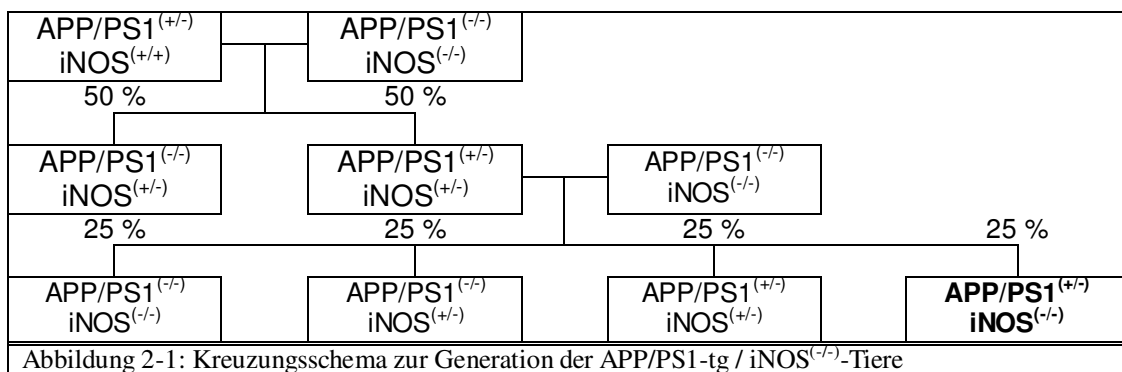 APP/PS1(+/-) APP/PS1(-/-)
iNOS(+/+) iNOS(-/-)
50 % 50 %
APP/PS1(-/-) APP/PS1(+/-) APP/PS1(-/-)
iNOS(+/-) iNOS(+/-) iNOS(-/-)
25 % 25 % 25 % 25 %
APP/PS1(-/-) APP/PS1(-/-) APP/PS1(+/-) APP/PS1(+/-)
iNOS(-/-) iNOS(+/-) iNOS(+/-) iNOS(-/-)
Abbildung 2-1: Kreuzungsschema zur Generation der APP/PS1-tg / iNOS(-/-)-Tiere